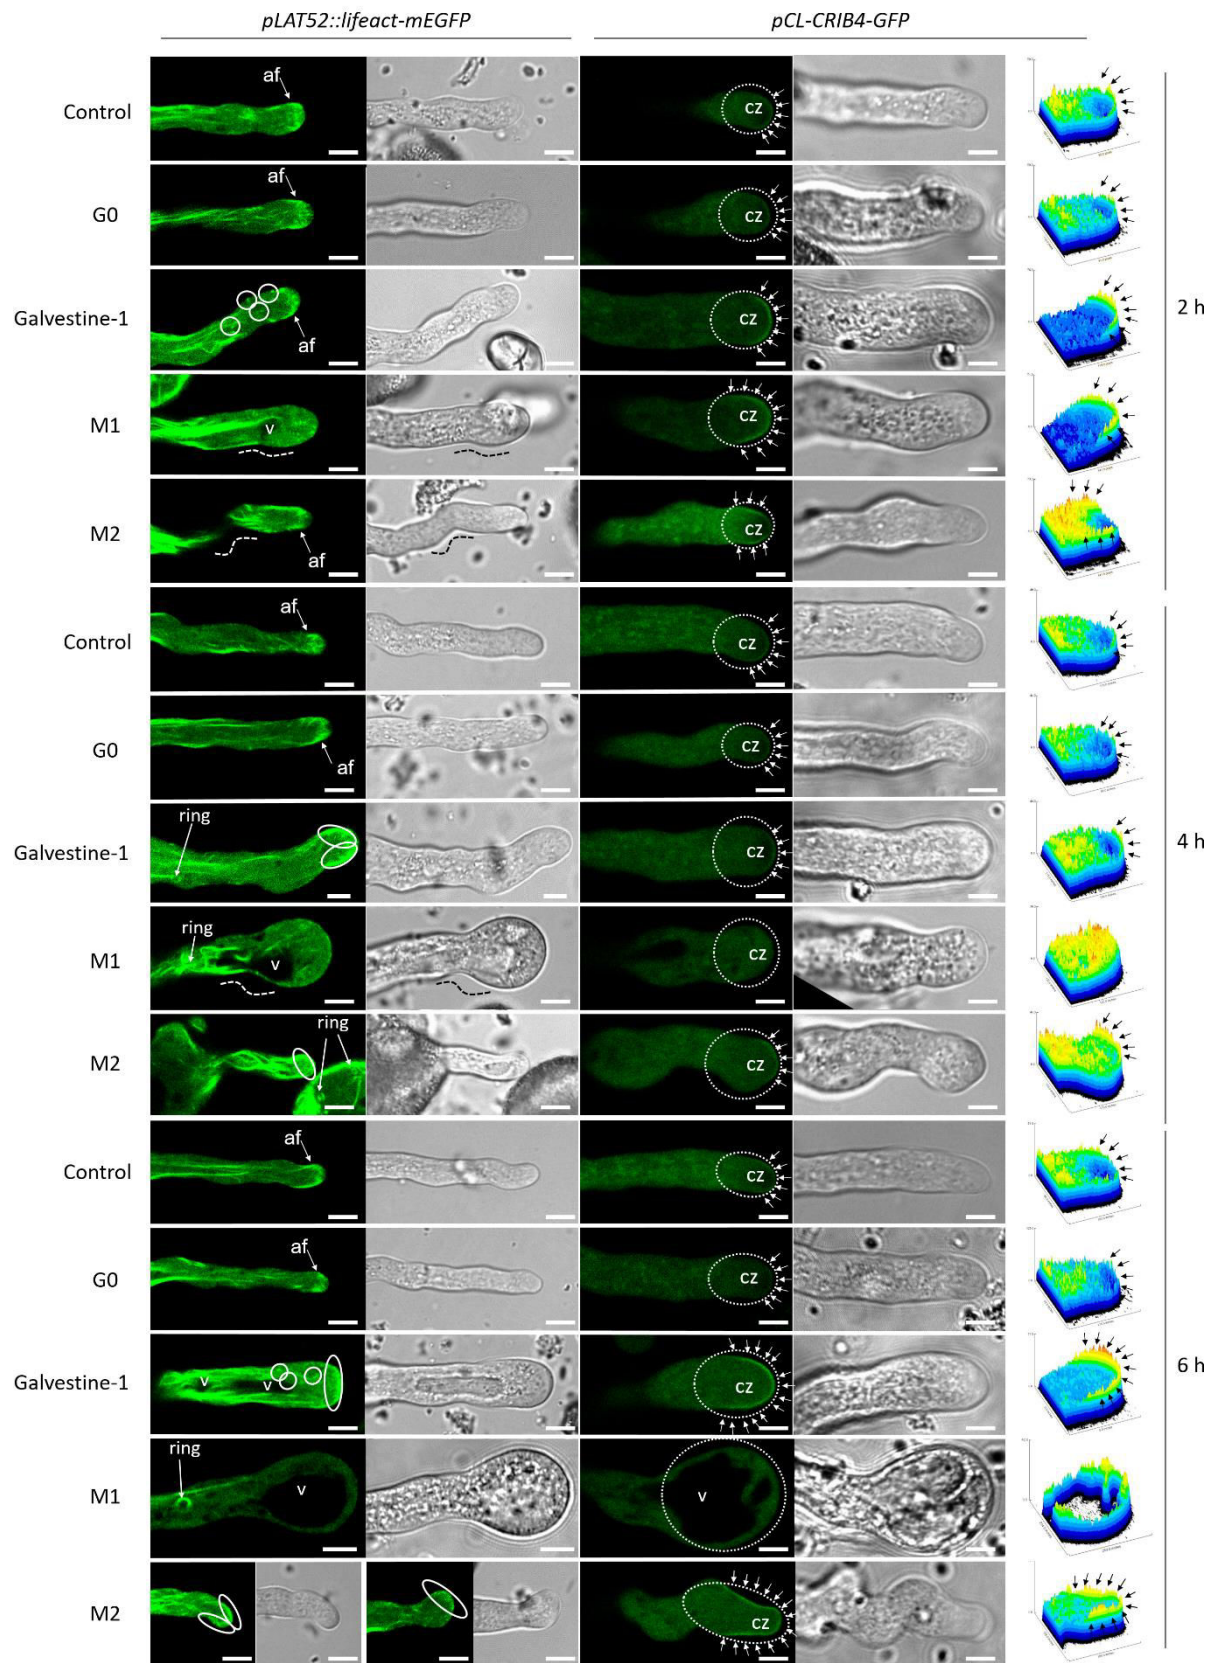 pLAT52::lifeact-mEGFP pCL-CRIB4-GFP
Control af CZ
G0 af CZ
Galvestine-1 af CZ 2 h
M1 v CZ
M2 af CZ
Control af CZ
G0 af CZ
Galvestine-1 ring CZ 4 h
M1 ring v CZ
M2 ring CZ
Control af CZ
G0 af CZ
Galvestine-1 v v CZ 6 h
M1 ring v v
M2 CZ